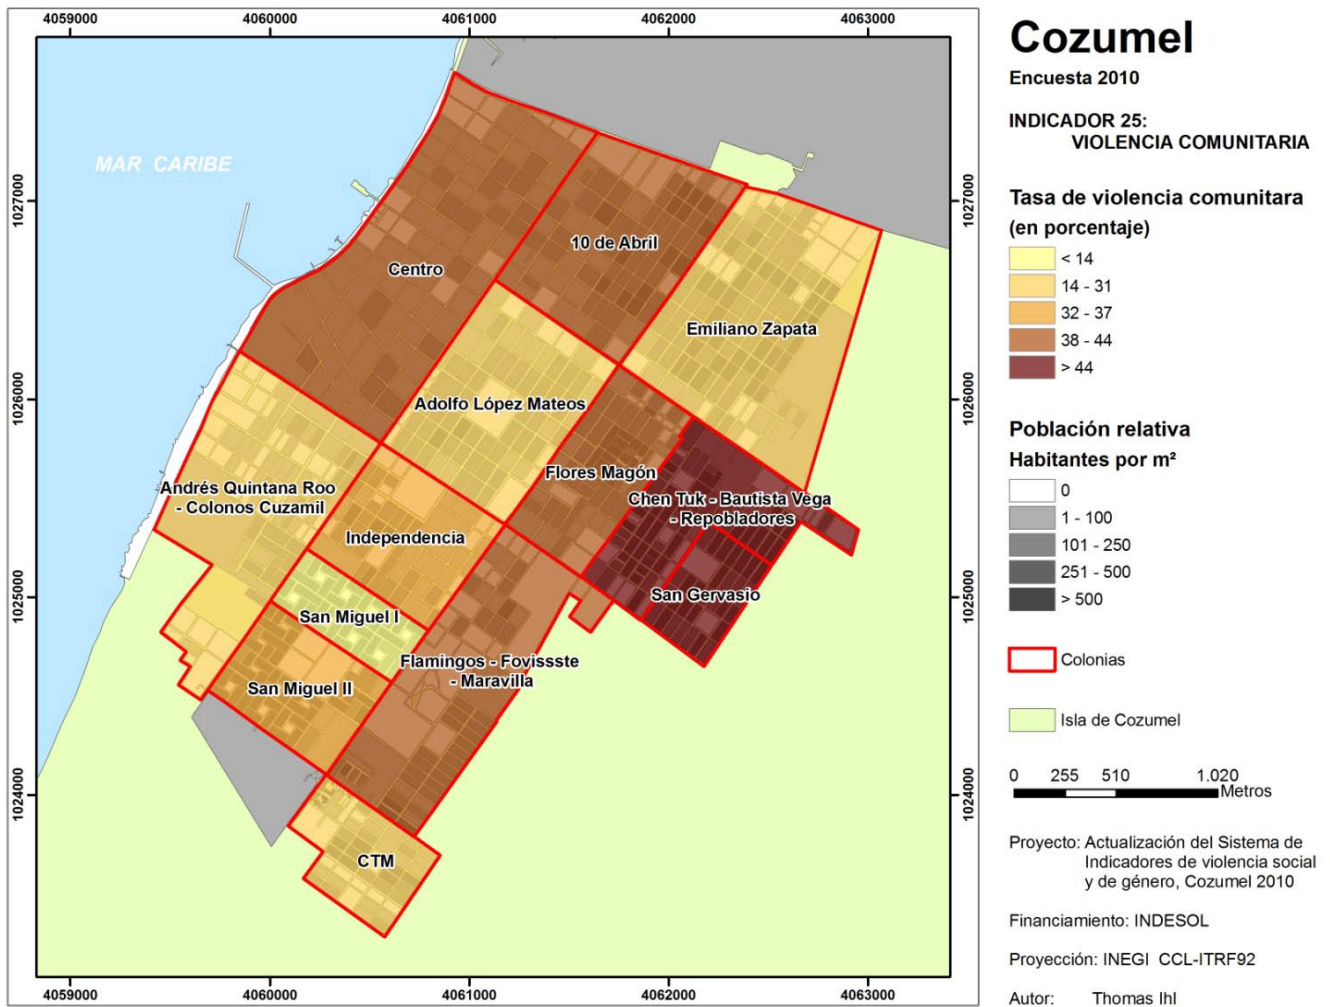 4059000 4060000 4061000 4062000 4063000
Cozumel
Encuesta 2010
INDICADOR 25:
VIOLENCIA COMUNITARIA
Tasa de violencia comunitara
(en porcentaje)
< 14
14 - 31
32 - 37
38 - 44
> 44
Población relativa
Habitantes por m²
0
1 - 100
101 - 250
251 - 500
> 500
Colonias
Isla de Cozumel
0 255 510 1.020
Metros
Proyecto: Actualización del Sistema de
Indicadores de violencia social
y de género, Cozumel 2010
Financiamiento: INDESOL
Proyección: INEGI CCL-ITRF92
Autor: Thomas Ihl
MAR CARIBE
1027000 1027000
10 de Abril
Centro
Emiliano Zapata
1026000 1026000
Adolfo López Mateos
Flores Magón
Andrés Quintana Roo
- Colonos Cuzamil
Chen Tuk - Bautista Vega
- Repobladores
Independencia
1025000 1025000
San Gervasio
San Miguel I
Flamingos - Fovissste
- Maravilla
San Miguel II
1024000 1024000
CTM
4059000 4060000 4061000 4062000 4063000